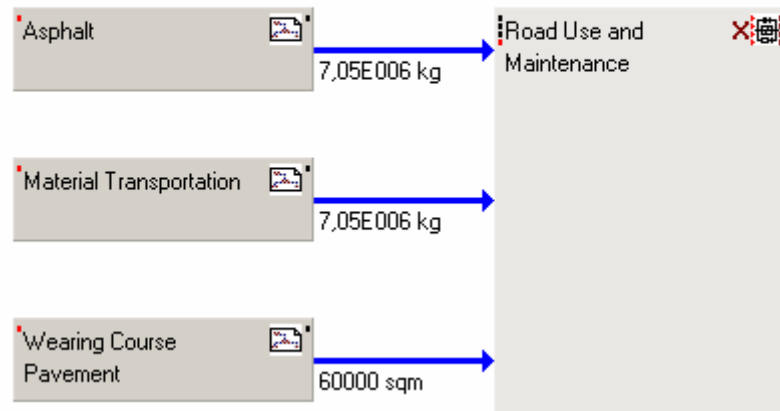 Asphalt
7,05E006 kg
Road Use and
Maintenance
Material Transportation
7,05E006 kg
Wearing Course
Pavement
60000 sqm